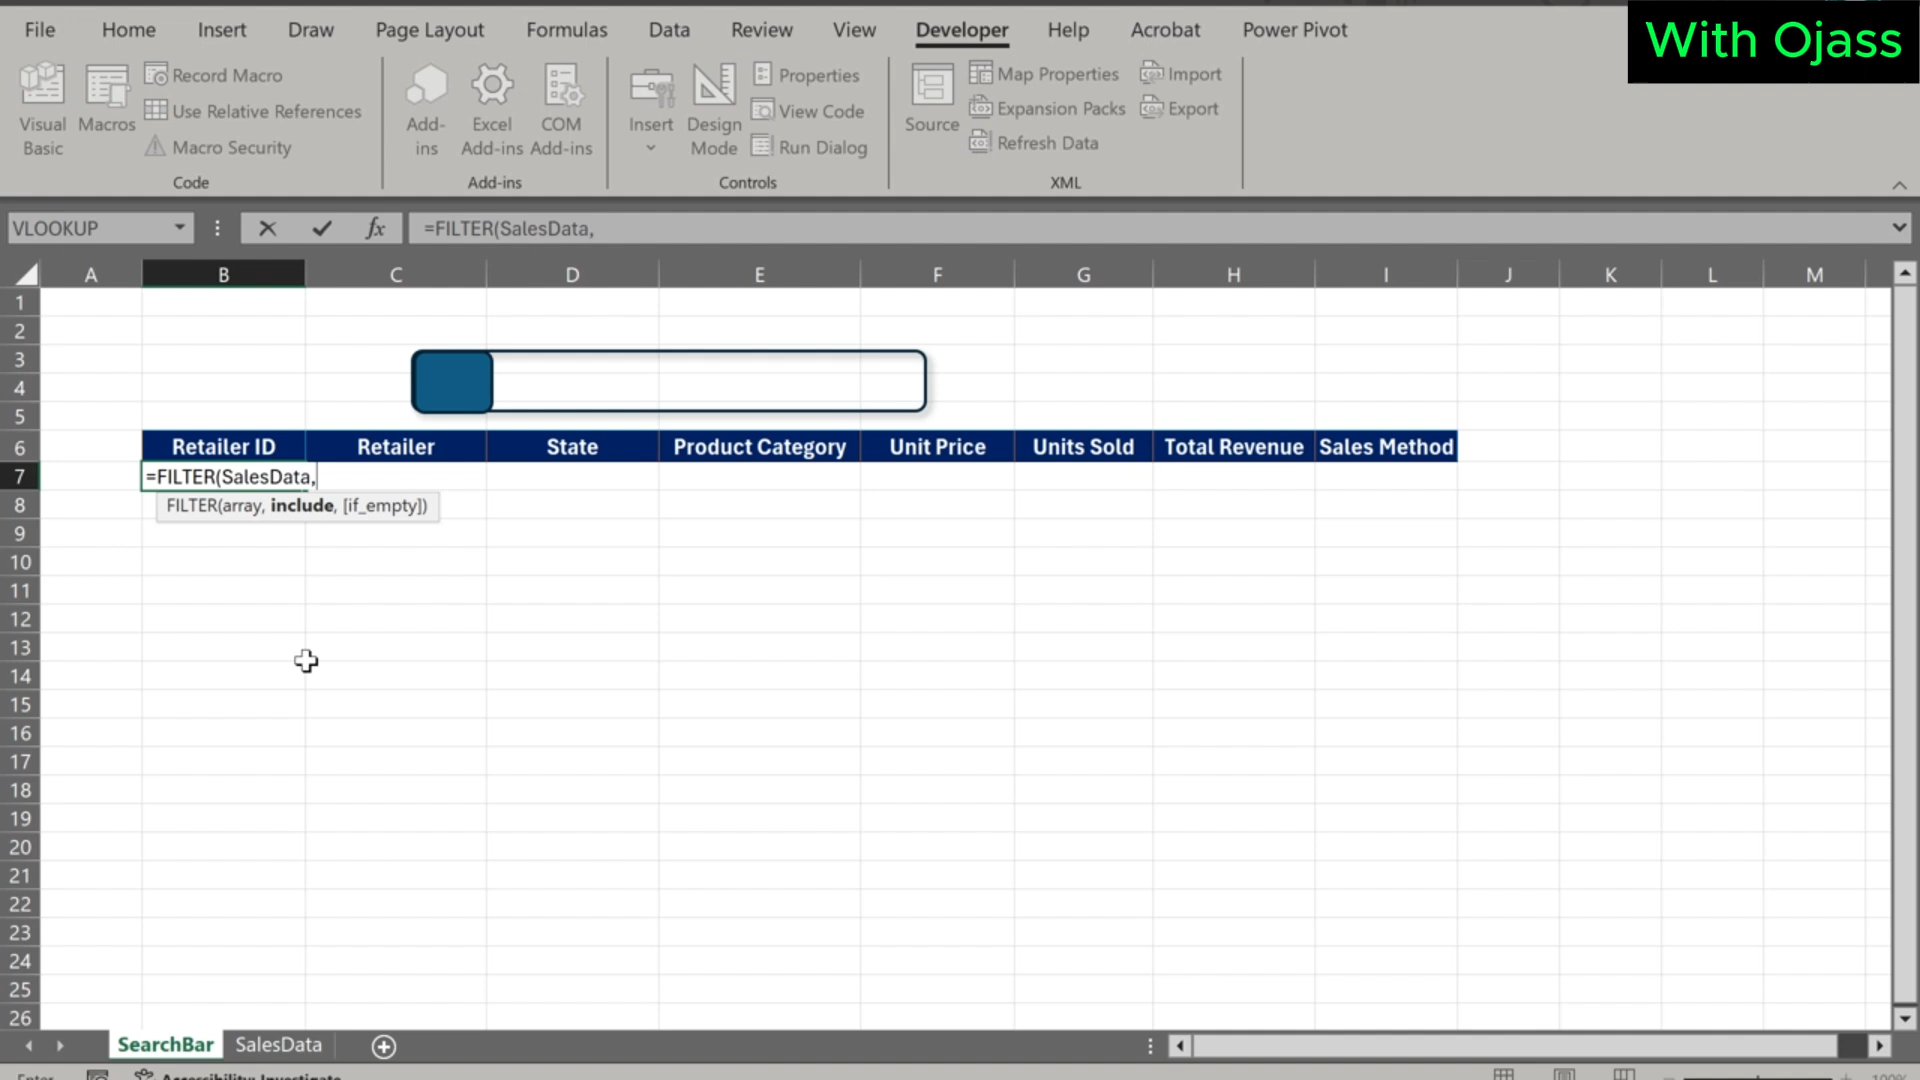 With Ojass
File Home Insert Draw Page Layout Formulas Data Review View Developer Help Acrobat Power Pivot
Visual Basic
Macros
Record Macro
Use Relative References
Macro Security
Code
Add-ins
Excel Add-ins
COM Add-ins
Add-ins
Insert
Design Mode
Properties
View Code
Run Dialog
Controls
Source
Map Properties
Expansion Packs
Refresh Data
Import
Export
XML
VLOOKUP fx =FILTER(SalesData,
A B C D E F G H I J K L M
1
2
3
4
5
6 Retailer ID Retailer State Product Category Unit Price Units Sold Total Revenue Sales Method
7 =FILTER(SalesData,
8 FILTER(array, include, [if_empty])
9
10
11
12
13
14
15
16
17
18
19
20
21
22
23
24
25
26
SearchBar SalesData
Enter Accessibility: Investigate 100%